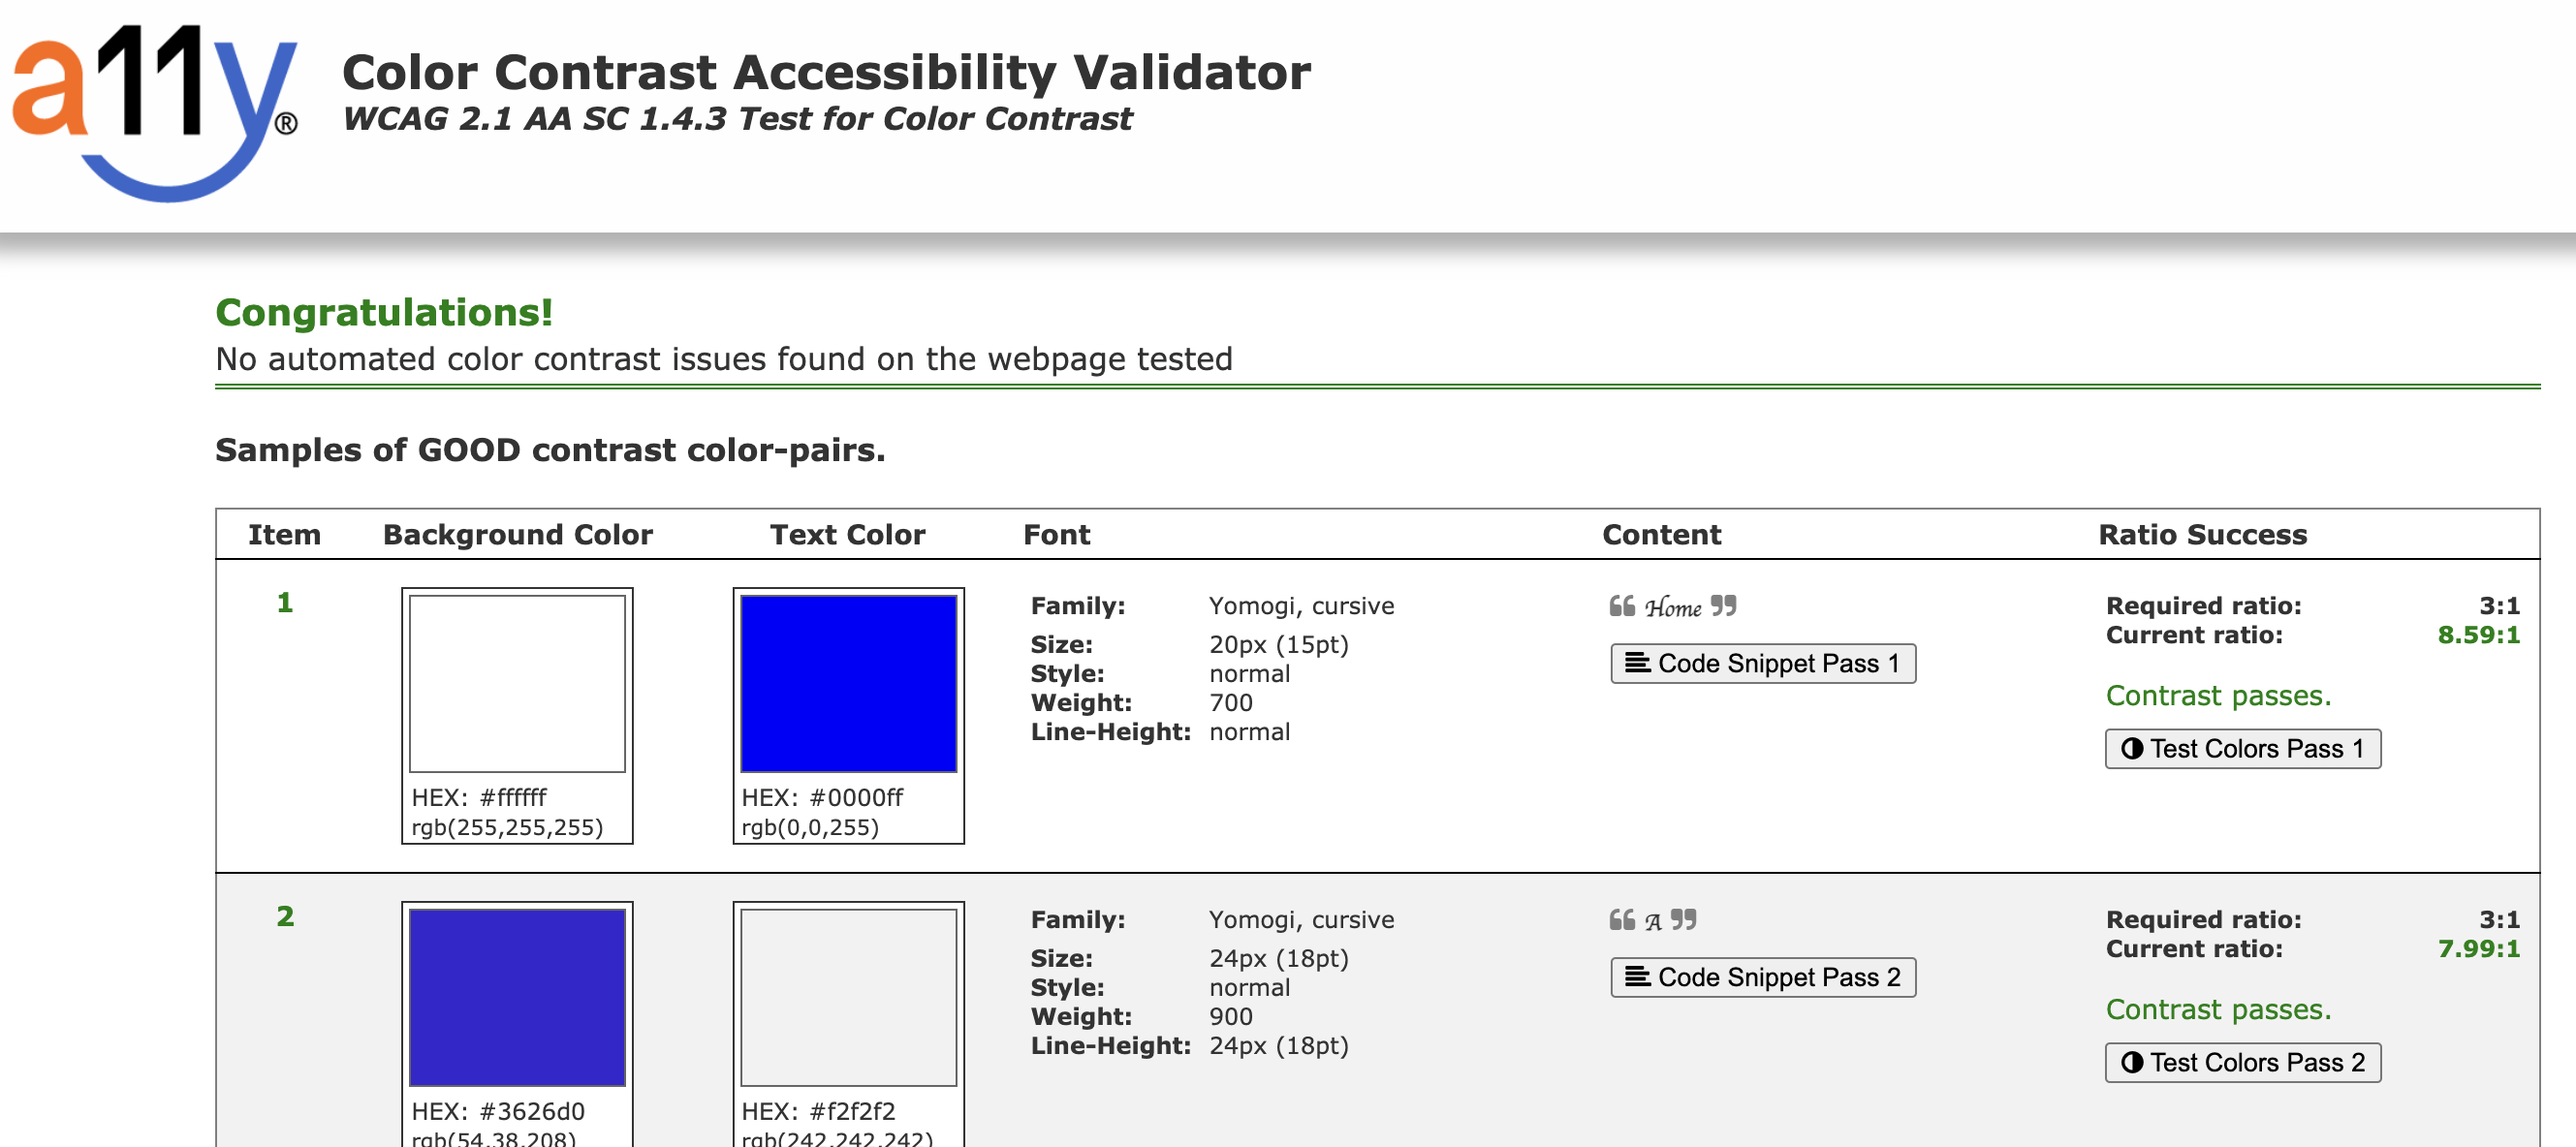 a11y®
Color Contrast Accessibility Validator
WCAG 2.1 AA SC 1.4.3 Test for Color Contrast
Congratulations!
No automated color contrast issues found on the webpage tested
Samples of GOOD contrast color-pairs.
Item Background Color Text Color Font Content Ratio Success
1
HEX: #ffffff
rgb(255,255,255)
HEX: #0000ff
rgb(0,0,255)
Family: Yomogi, cursive
Size: 20px (15pt)
Style: normal
Weight: 700
Line-Height: normal
❝ Home ❞
Code Snippet Pass 1
Required ratio: 3:1
Current ratio: 8.59:1
Contrast passes.
Test Colors Pass 1
2
HEX: #3626d0
rgb(54,38,208)
HEX: #f2f2f2
rgb(242,242,242)
Family: Yomogi, cursive
Size: 24px (18pt)
Style: normal
Weight: 900
Line-Height: 24px (18pt)
❝ A ❞
Code Snippet Pass 2
Required ratio: 3:1
Current ratio: 7.99:1
Contrast passes.
Test Colors Pass 2